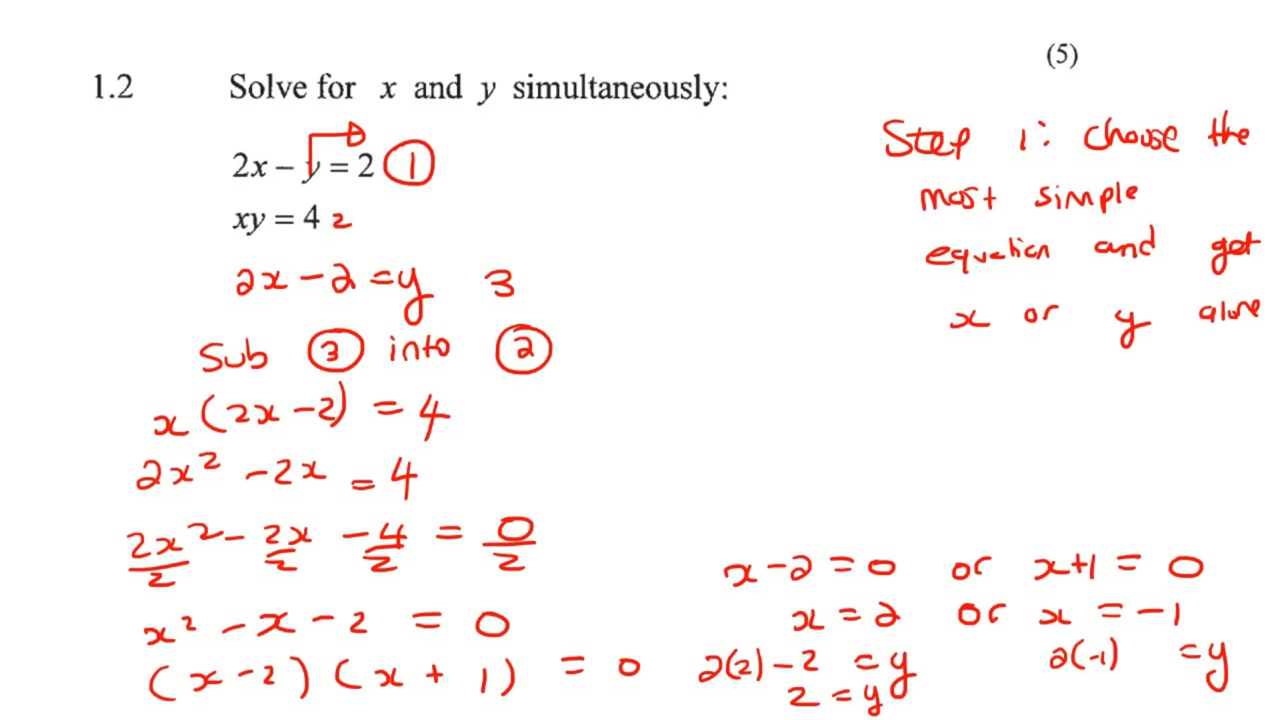 (5)
1.2 Solve for x and y simultaneously:
2x – y = 2 1
xy = 4 2
2x – 2 = y 3
Sub 3 into 2
x (2x – 2) = 4
2x² – 2x = 4
2x²/2 – 2x/2 – 4/2 = 0/2
x² – x – 2 = 0
(x – 2) (x + 1) = 0
Step 1: choose the
most simple
equation and get
x or y alone
x – 2 = 0 or x + 1 = 0
x = 2 or x = –1
2(2) – 2 = y 2(–1) = y
2 = y